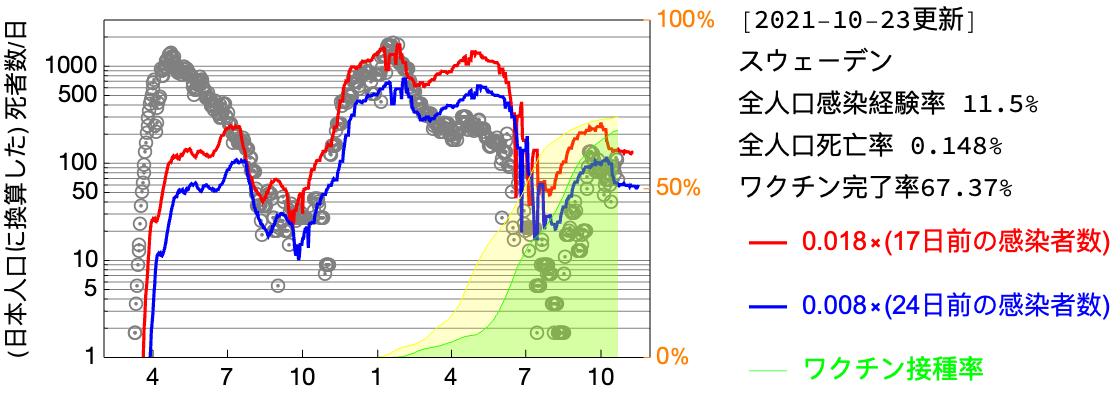 [2021-10-23更新]
スウェーデン
全人口感染経験率 11.5%
全人口死亡率 0.148%
ワクチン完了率67.37%
0.018×(17日前の感染者数)
0.008×(24日前の感染者数)
ワクチン接種率
(日本人口に換算した) 死者数/日
1000
500
100
50
10
5
1
100%
50%
0%
4 7 10 1 4 7 10